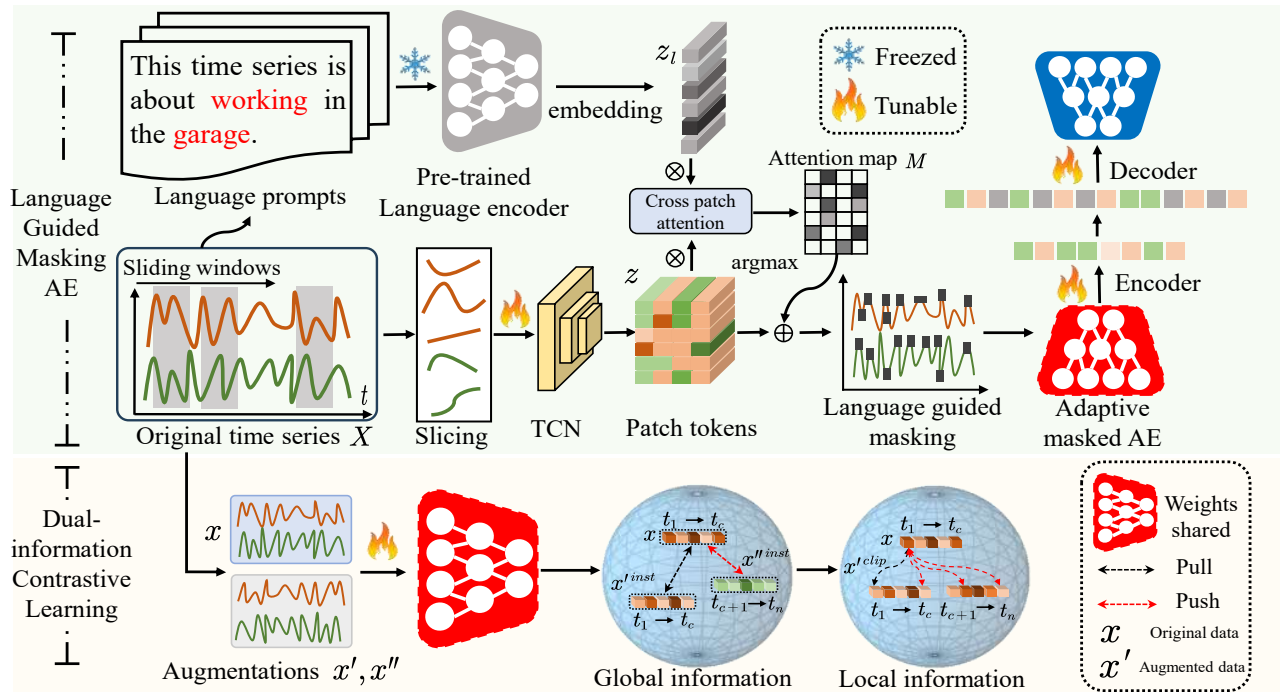 This time series is
about working in
the garage.
Language prompts
Pre-trained
Language encoder
embedding
z_l
Freezed
Tunable
Attention map M
Cross patch
attention
argmax
Decoder
Encoder
Language
Guided
Masking
AE
Sliding windows
t
Original time series X
Slicing
TCN
z
Patch tokens
⊗
⊗
⊕
Language guided
masking
Adaptive
masked AE
Dual-
information
Contrastive
Learning
x
Augmentations x′, x″
t_1 → t_c
x
x′^{inst}
x″^{inst}
t_1 → t_c
t_{c+1} → t_n
Global information
t_1 → t_c
x
x′^{clip}
t_1 → t_c
t_{c+1} → t_n
Local information
Weights
shared
Pull
Push
x Original data
x′ Augmented data